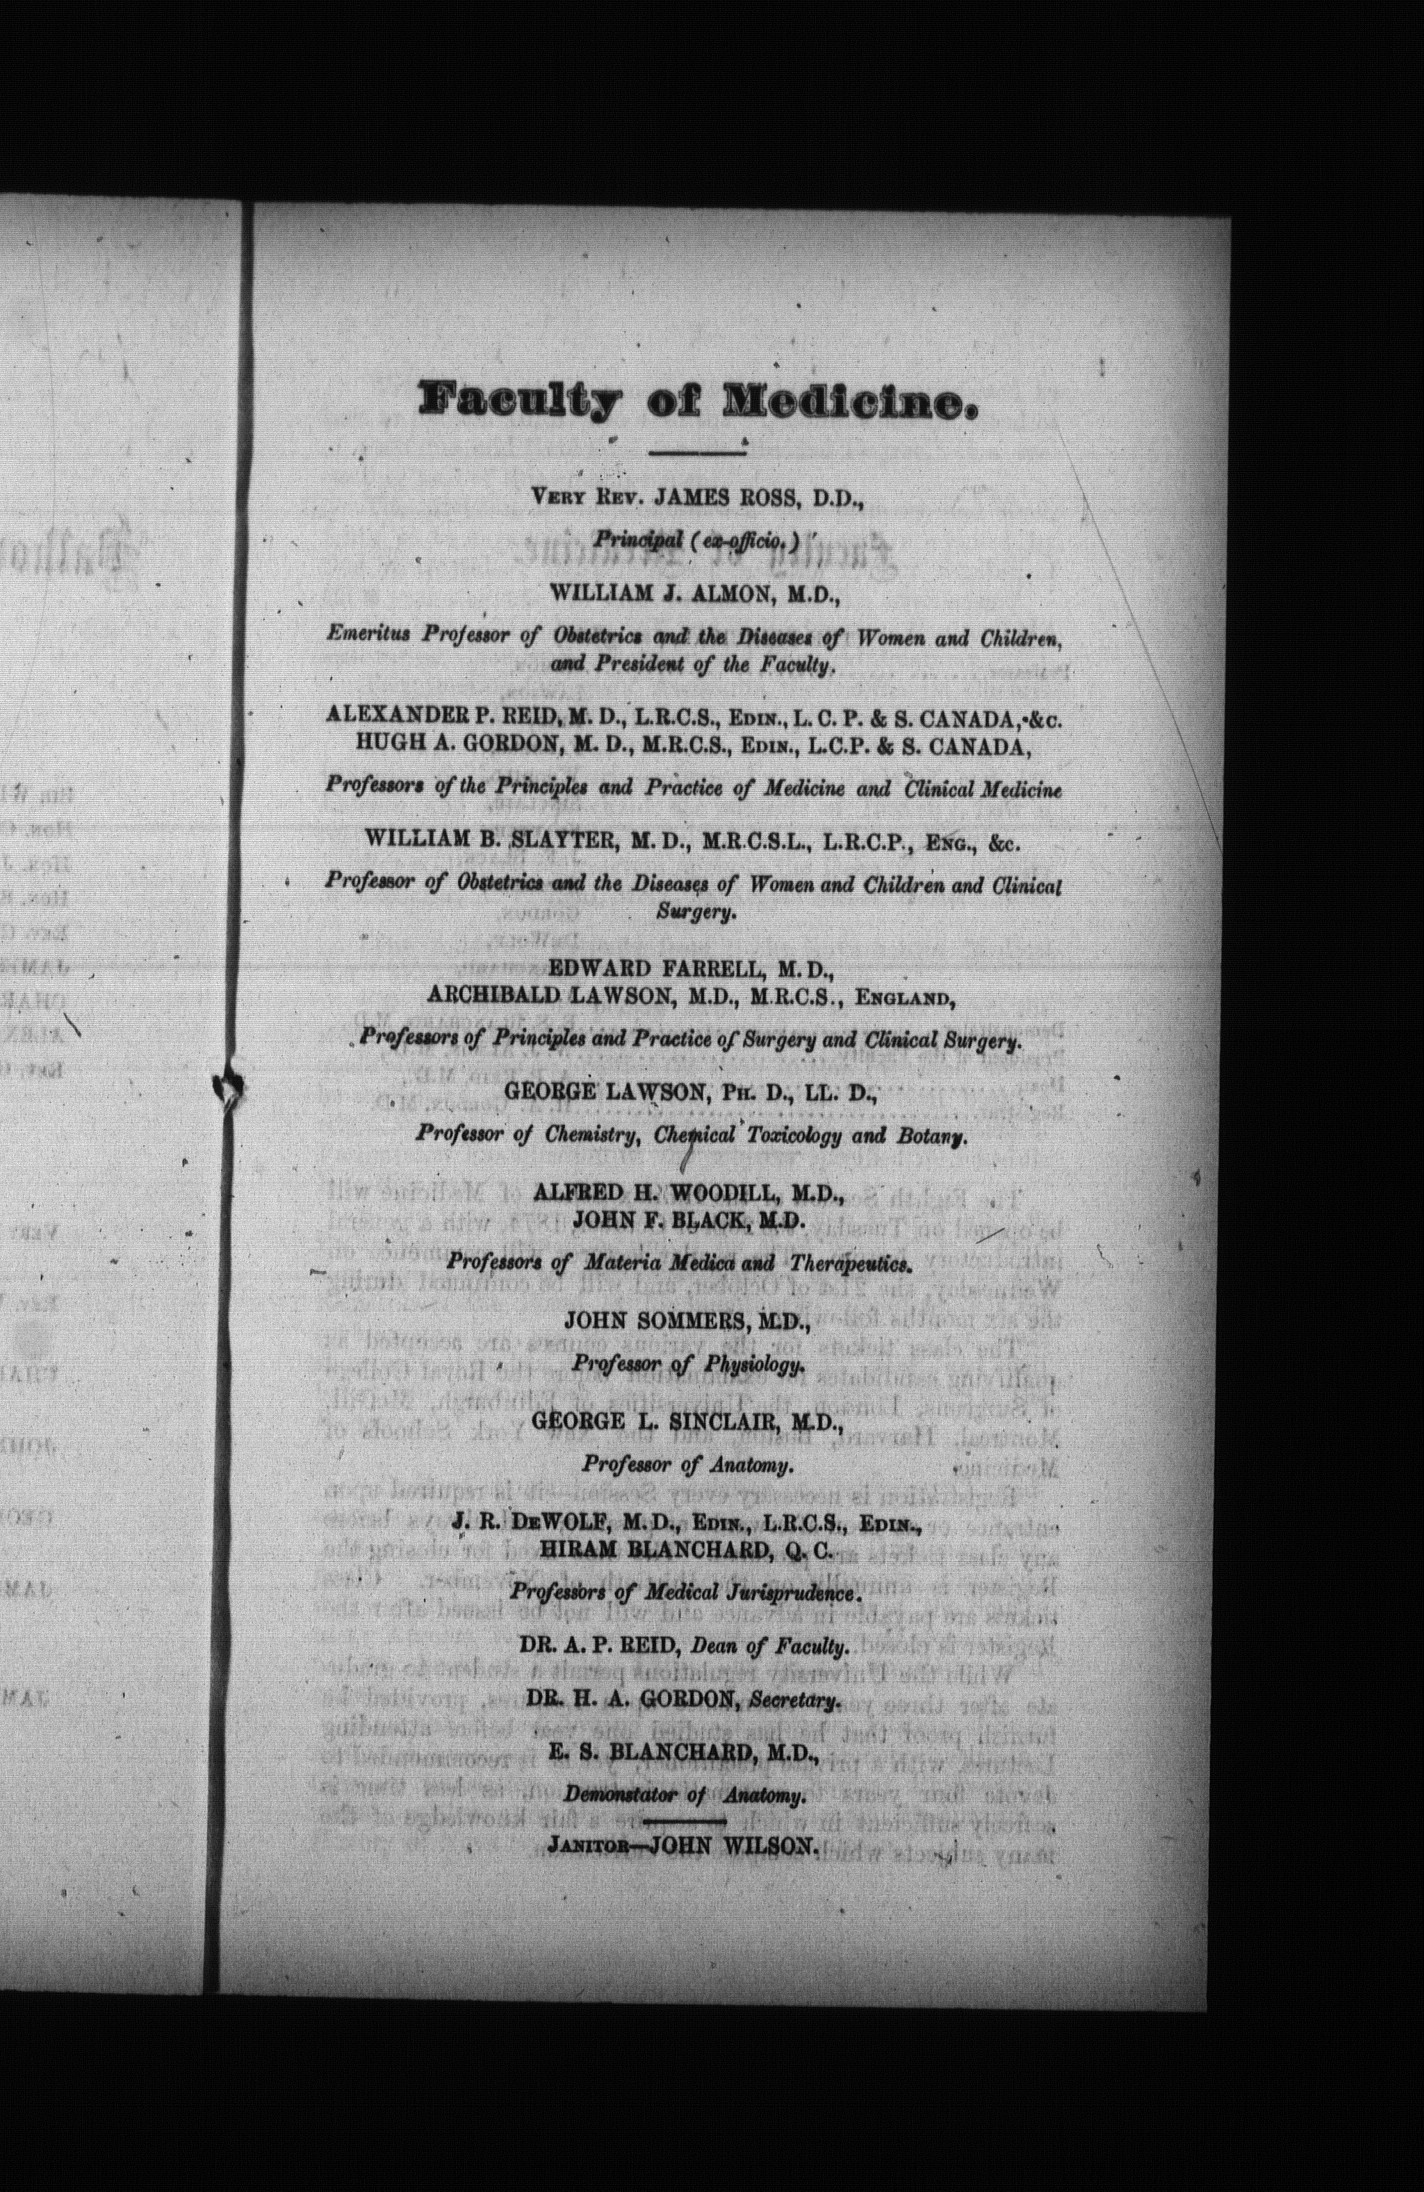 Faculty of Medicine.
VERY REV. JAMES ROSS, D.D.,
Principal (ex-officio.)
WILLIAM J. ALMON, M.D.,
Emeritus Professor of Obstetrics and the Diseases of Women and Children,
and President of the Faculty.
ALEXANDER P. REID, M. D., L.R.C.S., EDIN., L. C. P. & S. CANADA, &c.
HUGH A. GORDON, M. D., M.R.C.S., EDIN., L.C.P. & S. CANADA,
Professors of the Principles and Practice of Medicine and Clinical Medicine
WILLIAM B. SLAYTER, M. D., M.R.C.S.L., L.R.C.P., ENG., &c.
Professor of Obstetrics and the Diseases of Women and Children and Clinical
Surgery.
EDWARD FARRELL, M. D.,
ARCHIBALD LAWSON, M.D., M.R.C.S., ENGLAND,
Professors of Principles and Practice of Surgery and Clinical Surgery.
GEORGE LAWSON, PH. D., LL. D.,
Professor of Chemistry, Chemical Toxicology and Botany.
ALFRED H. WOODILL, M.D.,
JOHN F. BLACK, M.D.
Professors of Materia Medica and Therapeutics.
JOHN SOMMERS, M.D.,
Professor of Physiology.
GEORGE L. SINCLAIR, M.D.,
Professor of Anatomy.
J. R. DEWOLF, M. D., EDIN., L.R.C.S., EDIN.,
HIRAM BLANCHARD, Q. C.
Professors of Medical Jurisprudence.
DR. A. P. REID, Dean of Faculty.
DR. H. A. GORDON, Secretary.
E. S. BLANCHARD, M.D.,
Demonstator of Anatomy.
JANITOR—JOHN WILSON.